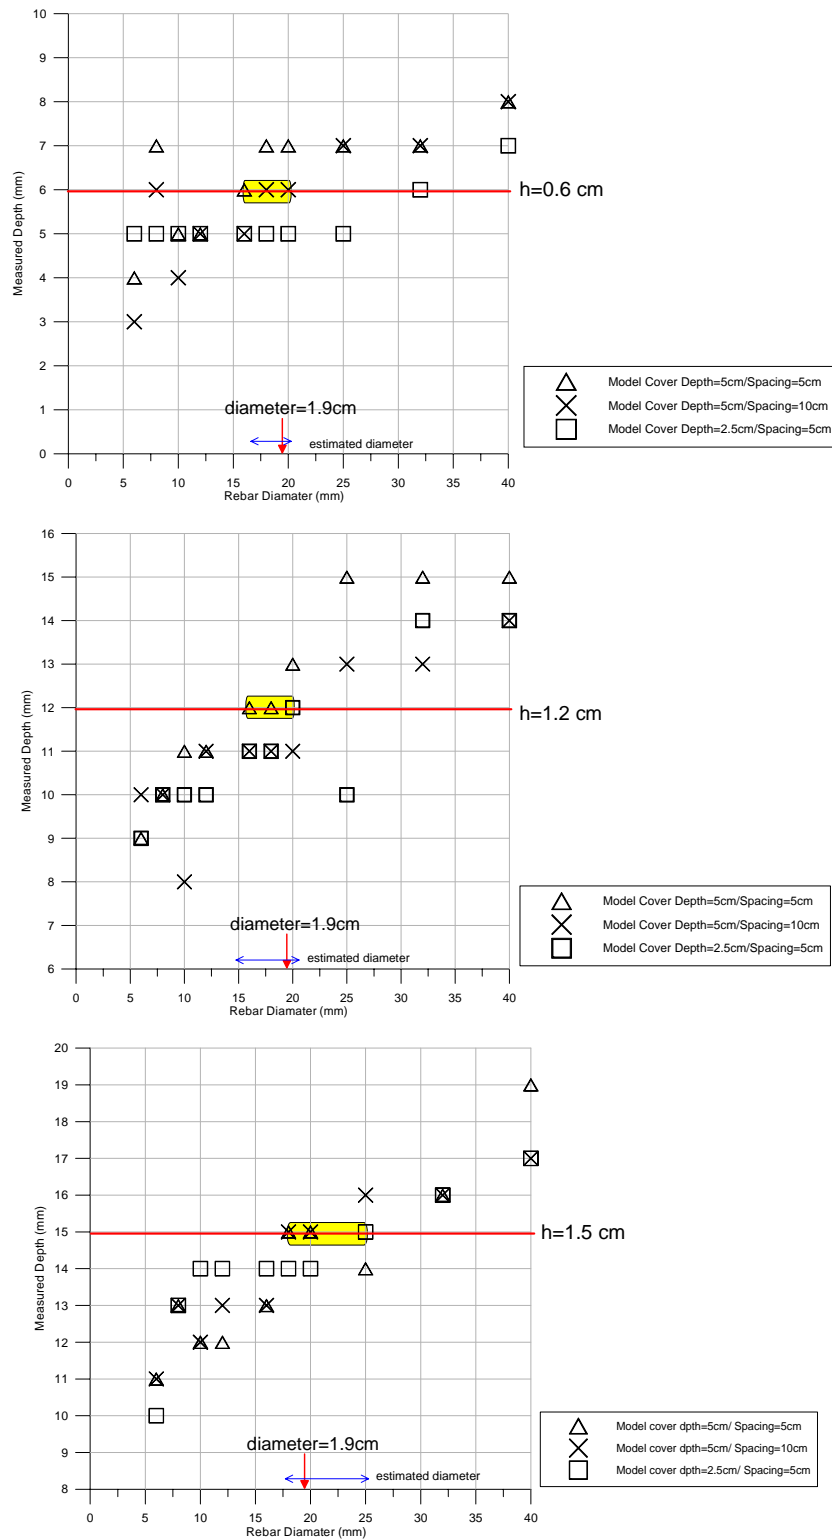 10
9
8
7
6
5
4
3
2
1
0
Measured Depth (mm)
h=0.6 cm
diameter=1.9cm
estimated diameter
0 5 10 15 20 25 30 35 40
Rebar Diamater (mm)
Model Cover Depth=5cm/Spacing=5cm
Model Cover Depth=5cm/Spacing=10cm
Model Cover Depth=2.5cm/Spacing=5cm
16
15
14
13
12
11
10
9
8
7
6
Measured Depth (mm)
h=1.2 cm
diameter=1.9cm
estimated diameter
0 5 10 15 20 25 30 35 40
Rebar Diamater (mm)
Model Cover Depth=5cm/Spacing=5cm
Model Cover Depth=5cm/Spacing=10cm
Model Cover Depth=2.5cm/Spacing=5cm
20
19
18
17
16
15
14
13
12
11
10
9
8
Measured Depth (mm)
h=1.5 cm
diameter=1.9cm
estimated diameter
0 5 10 15 20 25 30 35 40
Rebar Diamater (mm)
Model cover dpth=5cm/ Spacing=5cm
Model cover dpth=5cm/ Spacing=10cm
Model cover dpth=2.5cm/ Spacing=5cm